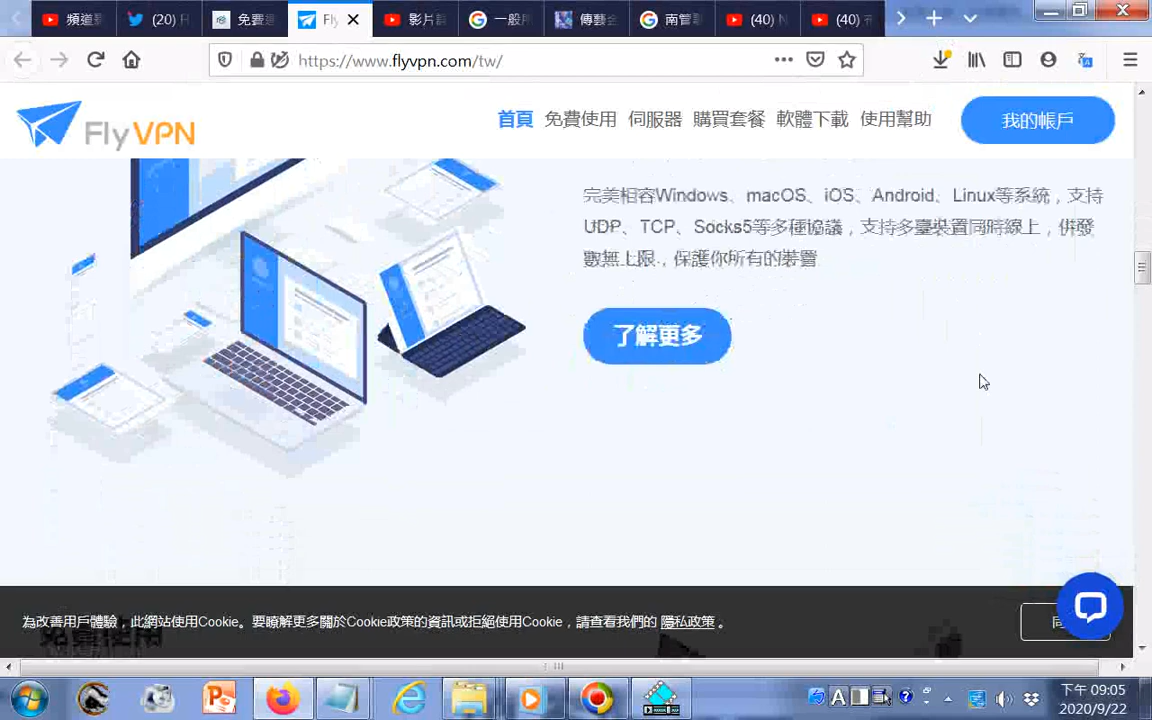 頻道
(20)
免費
Fly
影片
一般
傳藝
南管
(40)
(40)
https://www.flyvpn.com/tw/
FlyVPN
首頁 免費使用 伺服器 購買套餐 軟體下載 使用幫助 我的帳戶
完美相容Windows、macOS、iOS、Android、Linux等系統，支持
UDP、TCP、Socks5等多種協議，支持多臺裝置同時線上，併發
數無上限，保護你所有的裝置
了解更多
為改善用戶體驗，此網站使用Cookie。要瞭解更多關於Cookie政策的資訊或拒絕使用Cookie，請查看我們的 隱私政策 。
免費使用
下午 09:05
2020/9/22